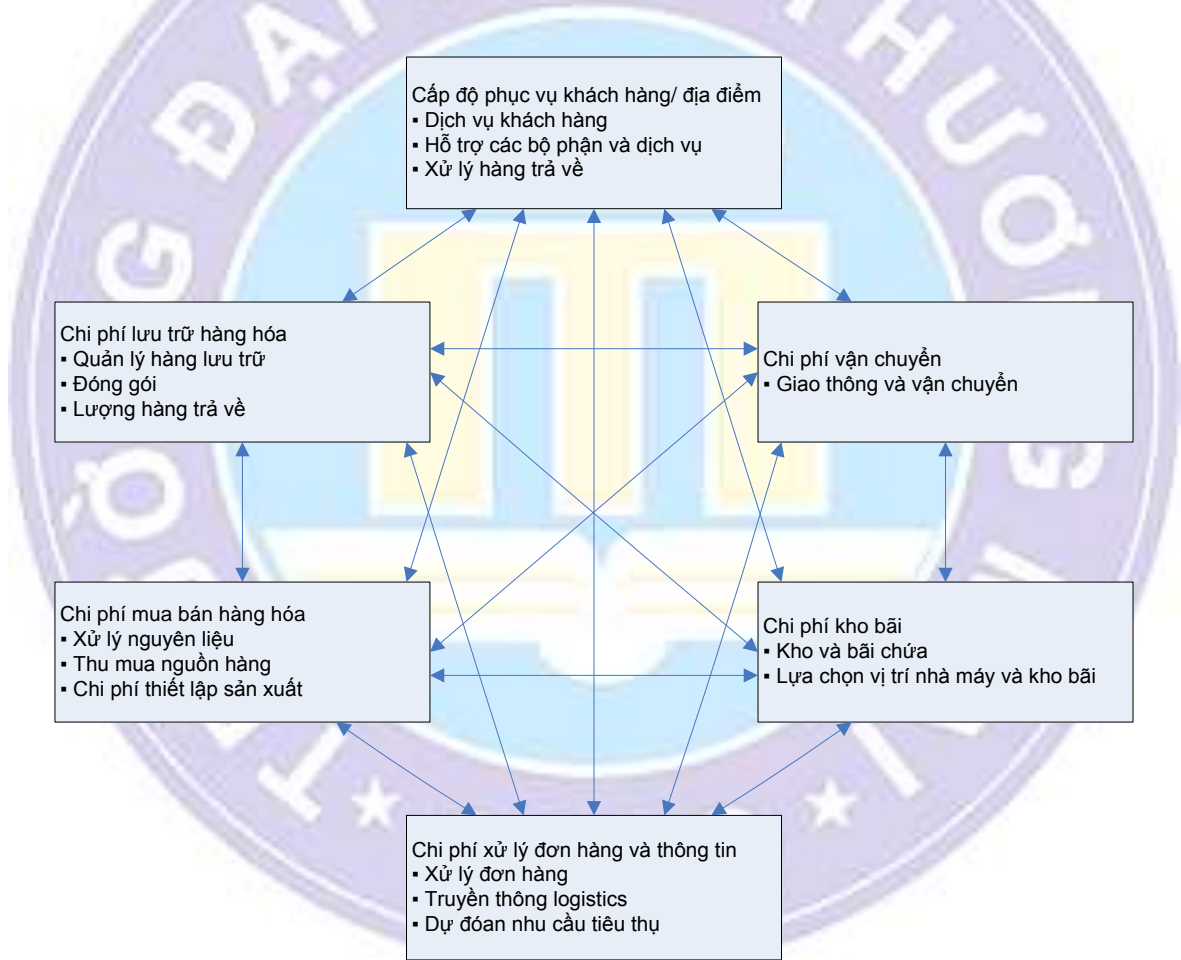 Cấp độ phục vụ khách hàng/ địa điểm
▪ Dịch vụ khách hàng
▪ Hỗ trợ các bộ phận và dịch vụ
▪ Xử lý hàng trả về
Chi phí lưu trữ hàng hóa
▪ Quản lý hàng lưu trữ
▪ Đóng gói
▪ Lượng hàng trả về
Chi phí vận chuyển
▪ Giao thông và vận chuyển
Chi phí mua bán hàng hóa
▪ Xử lý nguyên liệu
▪ Thu mua nguồn hàng
▪ Chi phí thiết lập sản xuất
Chi phí kho bãi
▪ Kho và bãi chứa
▪ Lựa chọn vị trí nhà máy và kho bãi
Chi phí xử lý đơn hàng và thông tin
▪ Xử lý đơn hàng
▪ Truyền thông logistics
▪ Dự đóan nhu cầu tiêu thụ